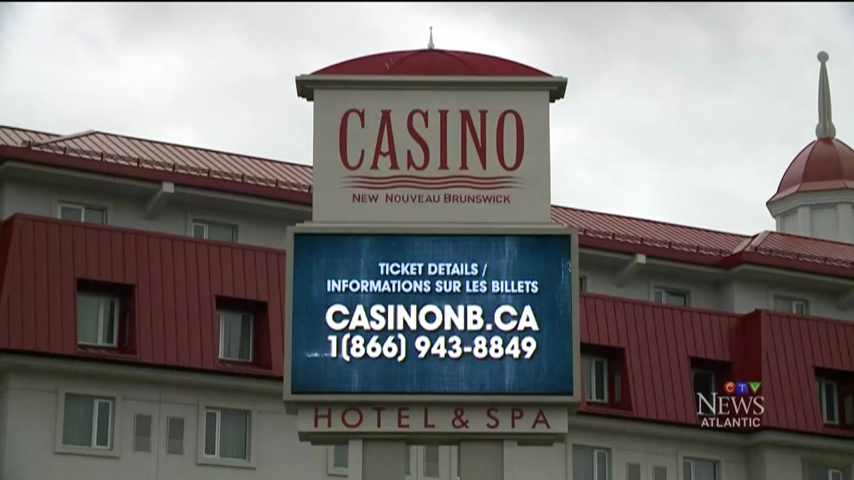 CASINO
NEW NOUVEAU BRUNSWICK
TICKET DETAILS /
INFORMATIONS SUR LES BILLETS
CASINONB.CA
1(866) 943-8849
HOTEL & SPA
CTV
NEWS
ATLANTIC